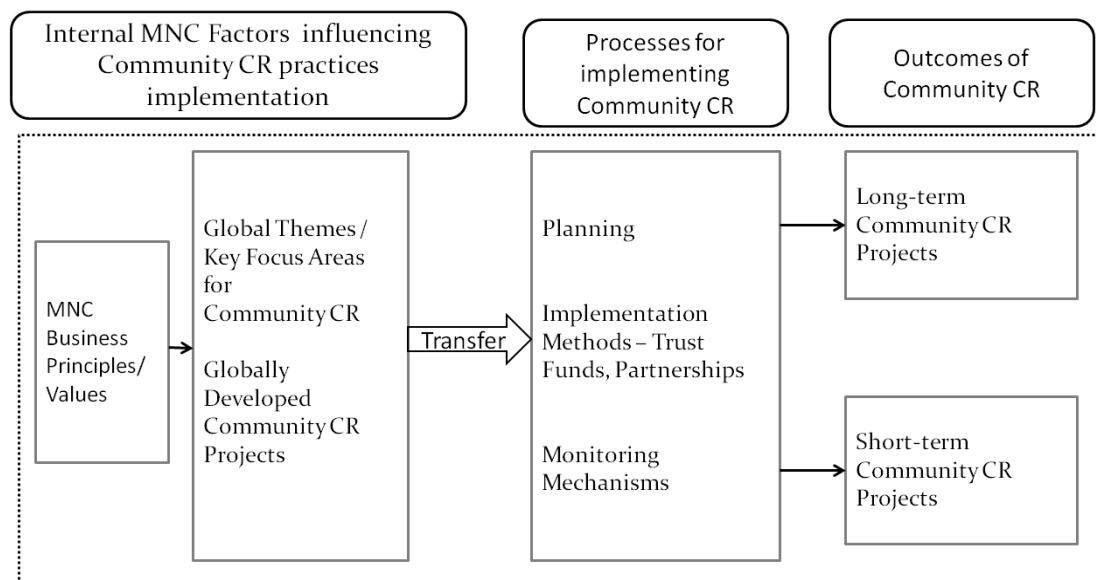 Internal MNC Factors influencing
Community CR practices
implementation
Processes for
implementing
Community CR
Outcomes of
Community CR
MNC
Business
Principles/
Values
Global Themes /
Key Focus Areas
for
Community CR
Globally
Developed
Community CR
Projects
Transfer
Planning
Implementation
Methods – Trust
Funds, Partnerships
Monitoring
Mechanisms
Long-term
Community CR
Projects
Short-term
Community CR
Projects